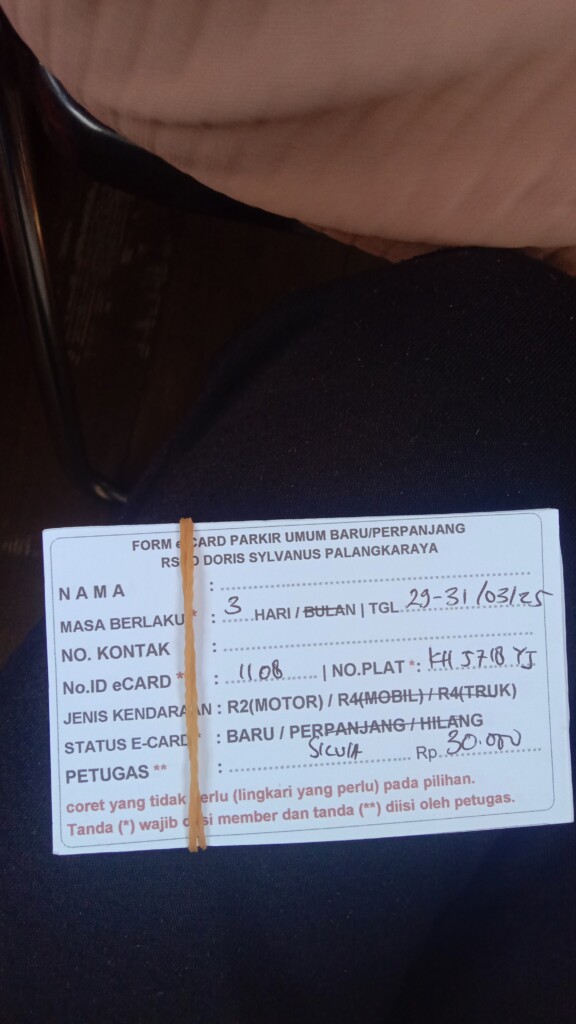 FORM eCARD PARKIR UMUM BARU/PERPANJANG
RSUD DORIS SYLVANUS PALANGKARAYA
NAMA :
MASA BERLAKU * : 3 HARI / BULAN | TGL. 29-31/03/25
NO. KONTAK :
No.ID eCARD * : 1108 | NO.PLAT * : KH 5718 YJ
JENIS KENDARAAN : R2(MOTOR) / R4(MOBIL) / R4(TRUK)
STATUS E-CARD * : BARU / PERPANJANG / HILANG
PETUGAS ** : Rp. 30.000
coret yang tidak perlu (lingkari yang perlu) pada pilihan.
Tanda (*) wajib diisi member dan tanda (**) diisi oleh petugas.